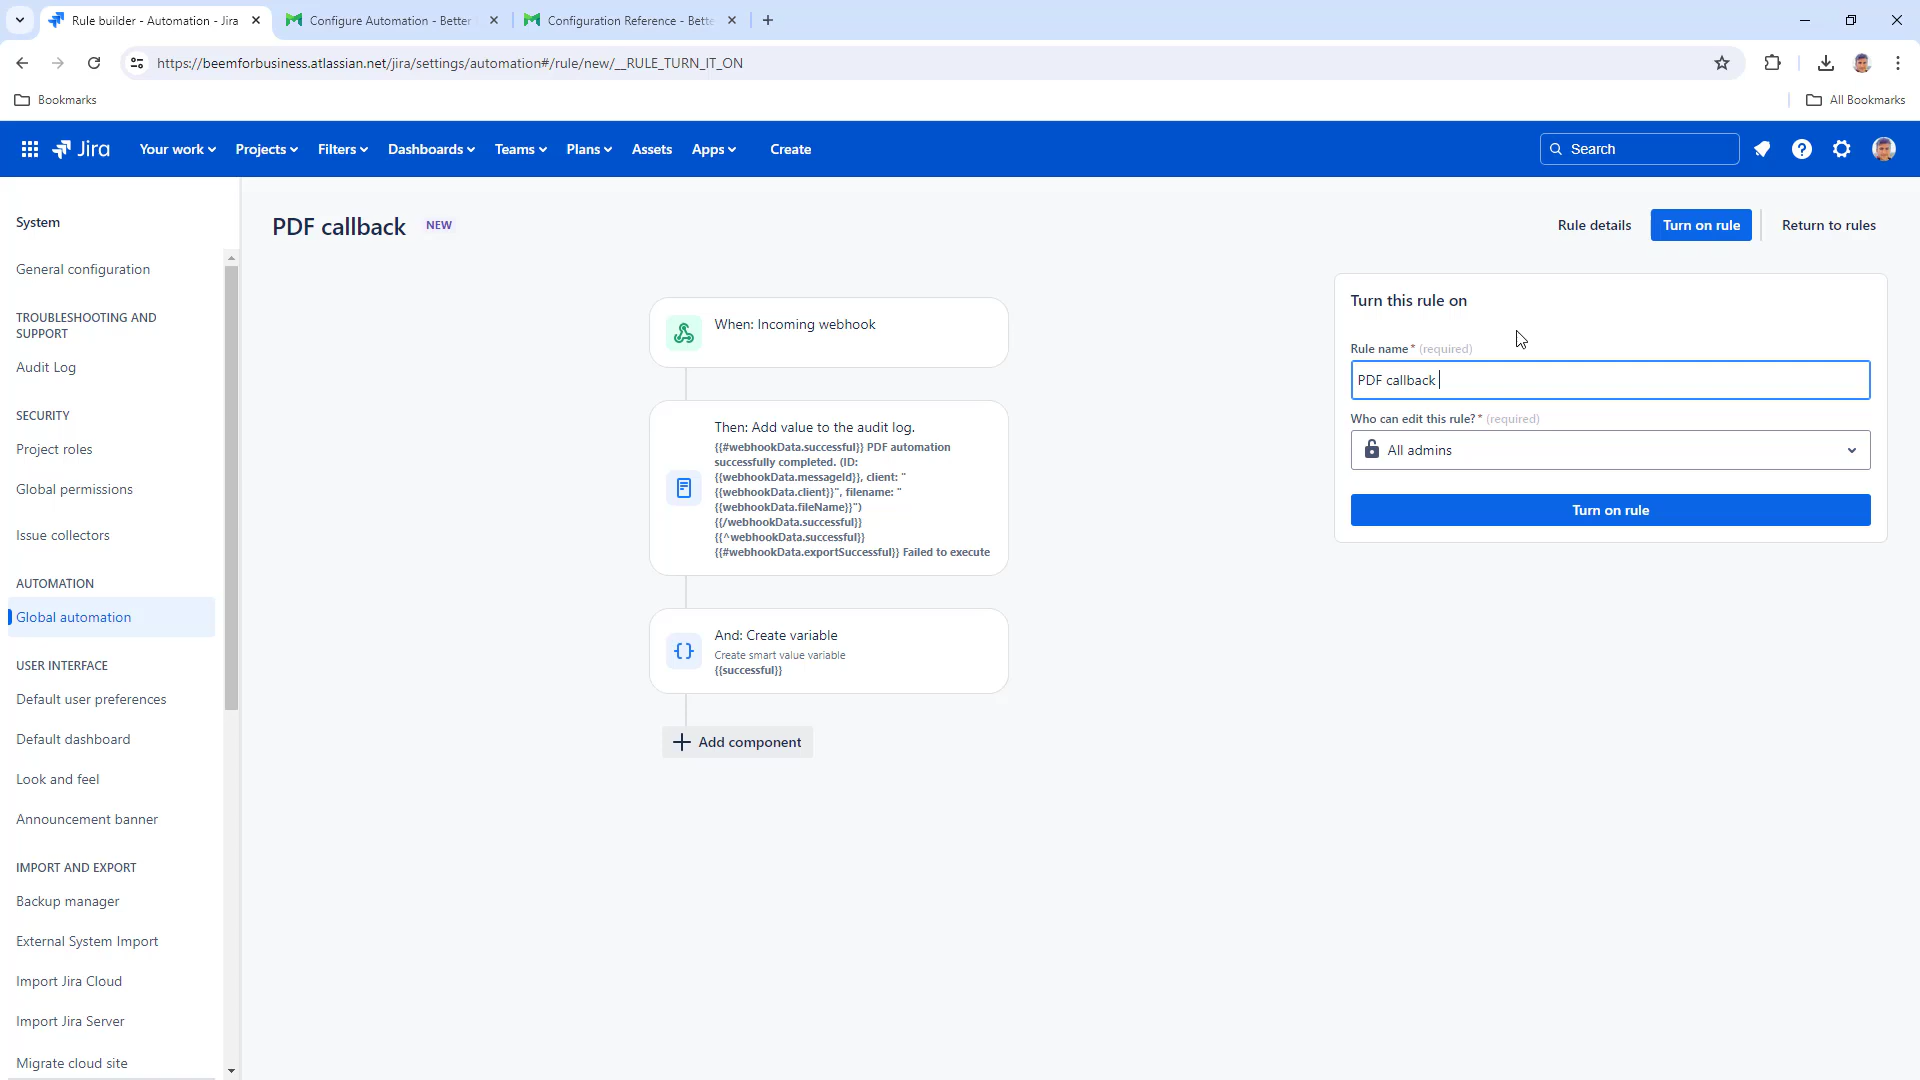 Rule builder - Automation - Jira
Configure Automation - Better
Configuration Reference - Bette
https://beemforbusiness.atlassian.net/jira/settings/automation#/rule/new/__RULE_TURN_IT_ON
Bookmarks
All Bookmarks
Jira
Your work
Projects
Filters
Dashboards
Teams
Plans
Assets
Apps
Create
Search
System
General configuration
TROUBLESHOOTING AND
SUPPORT
Audit Log
SECURITY
Project roles
Global permissions
Issue collectors
AUTOMATION
Global automation
USER INTERFACE
Default user preferences
Default dashboard
Look and feel
Announcement banner
IMPORT AND EXPORT
Backup manager
External System Import
Import Jira Cloud
Import Jira Server
Migrate cloud site
PDF callback NEW
Rule details
Turn on rule
Return to rules
When: Incoming webhook
Then: Add value to the audit log.
{{#webhookData.successful}} PDF automation
successfully completed. (ID:
{{webhookData.messageId}}, client: "
{{webhookData.client}}", filename: "
{{webhookData.fileName}}")
{{/webhookData.successful}}
{{^webhookData.successful}}
{{#webhookData.exportSuccessful}} Failed to execute
And: Create variable
Create smart value variable
{{successful}}
Add component
Turn this rule on
Rule name* (required)
PDF callback
Who can edit this rule?* (required)
All admins
Turn on rule